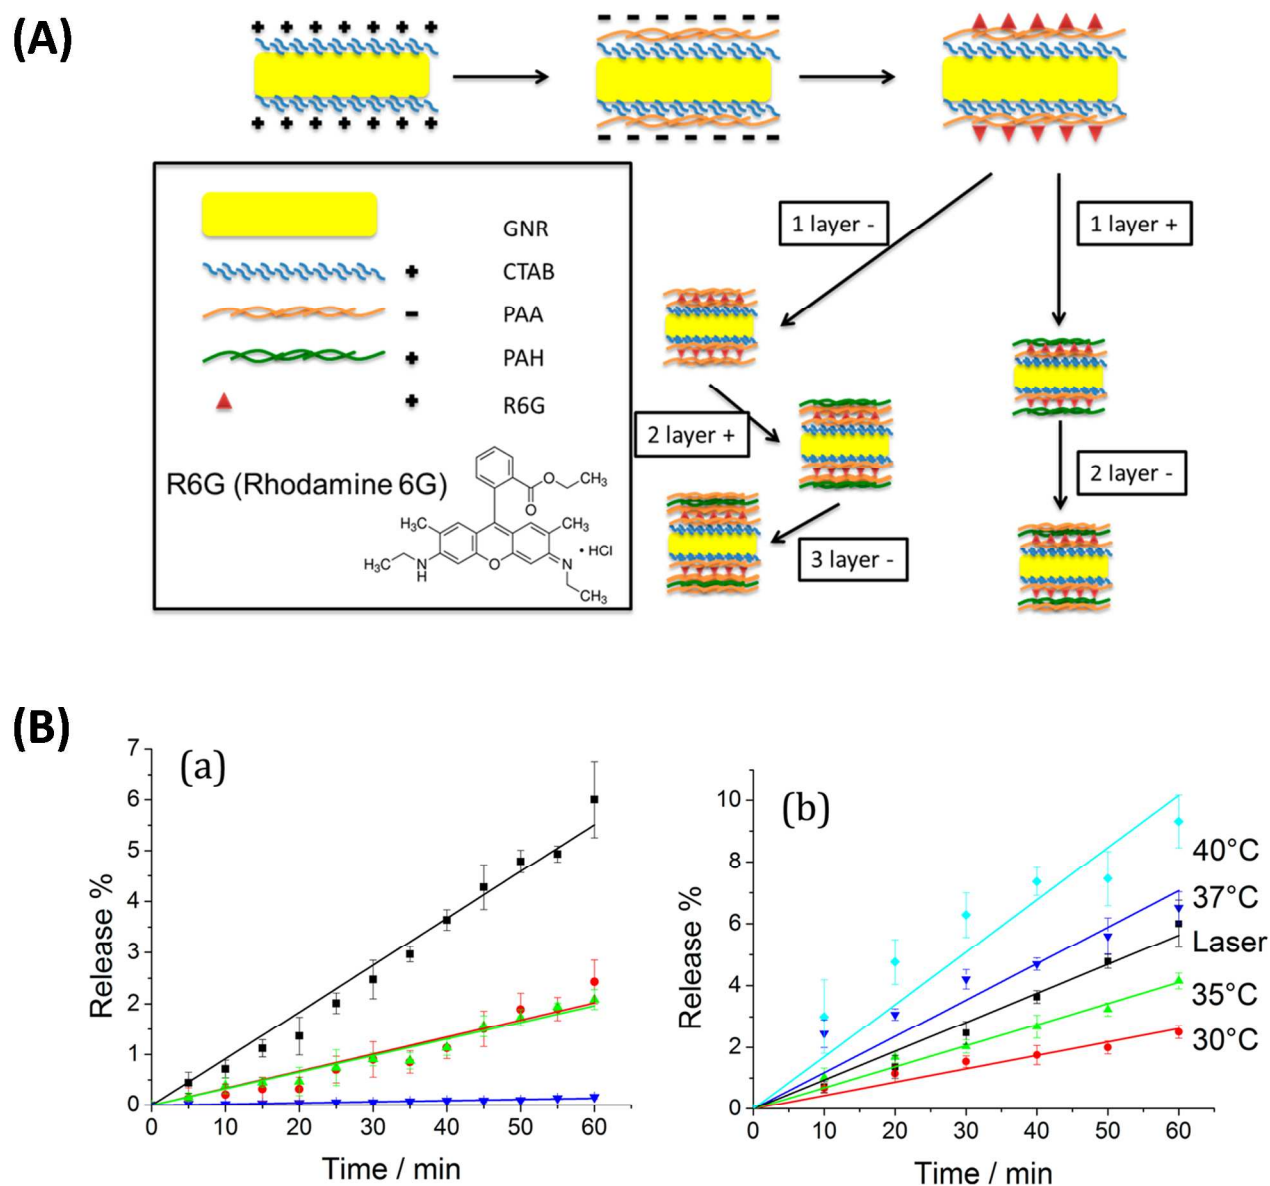 (A)
1 layer -
1 layer +
GNR
CTAB
PAA
PAH
R6G
2 layer +
2 layer -
3 layer -
R6G (Rhodamine 6G)
O
CH₃
O
H₃C
CH₃
• HCl
H₃C
N
H
O
N
CH₃
(B)
(a)
Release %
7
6
5
4
3
2
1
0
0
10
20
30
40
50
60
Time / min
(b)
Release %
10
8
6
4
2
0
0
10
20
30
40
50
60
Time / min
40°C
37°C
Laser
35°C
30°C